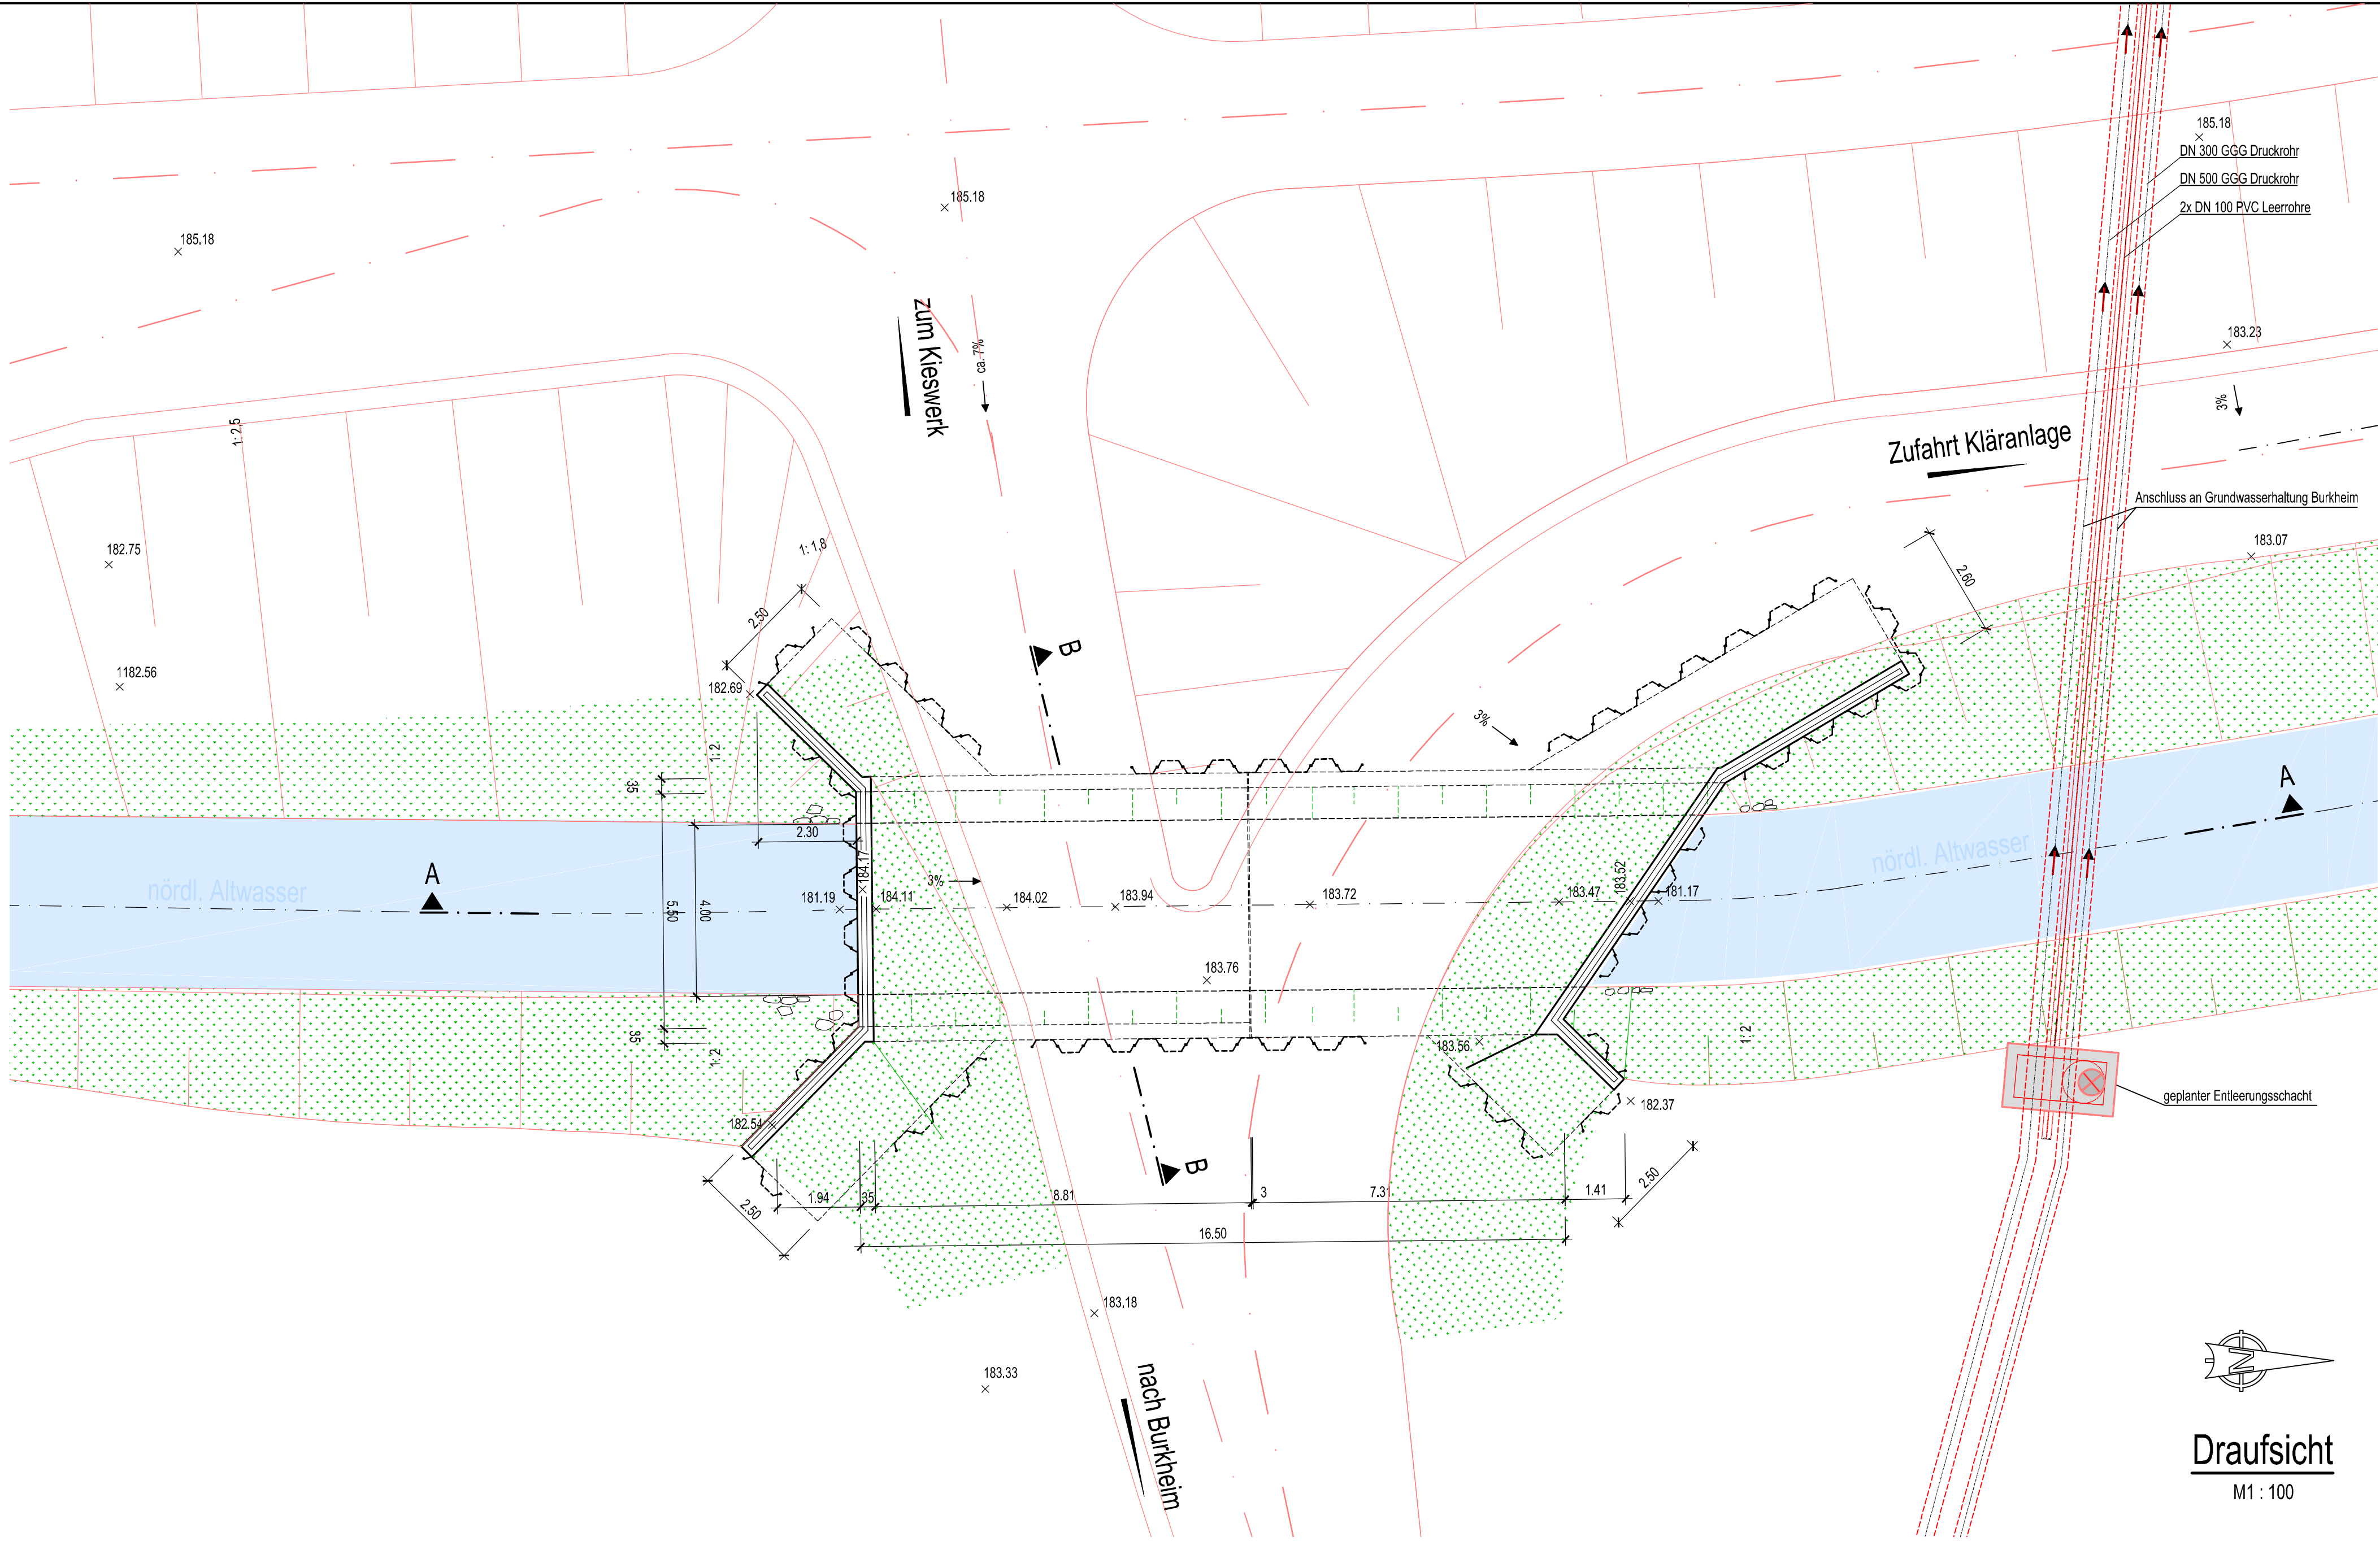 185.18
DN 300 GGG Druckrohr
DN 500 GGG Druckrohr
2x DN 100 PVC Leerrohre
185.18
185.18
zum Kieswerk
ca. 7%
183.23
3%
Zufahrt Kläranlage
1: 2,5
Anschluss an Grundwasserhaltung Burkheim
182.75
1: 1,8
183.07
2.60
2.50
1182.56
B
182.69
3%
1:2
35
A
2.30
184.17
nördl. Altwasser
A
nördl. Altwasser
3%
181.19
184.11
184.02
183.94
183.72
183.47
183.52
181.17
5.50
4.00
183.76
35
1:2
183.56
1:2
182.54
182.37
geplanter Entleerungsschacht
B
2.50
1.94
35
8.81
3
7.31
1.41
2.50
16.50
183.18
183.33
nach Burkheim
N
Draufsicht
M1 : 100